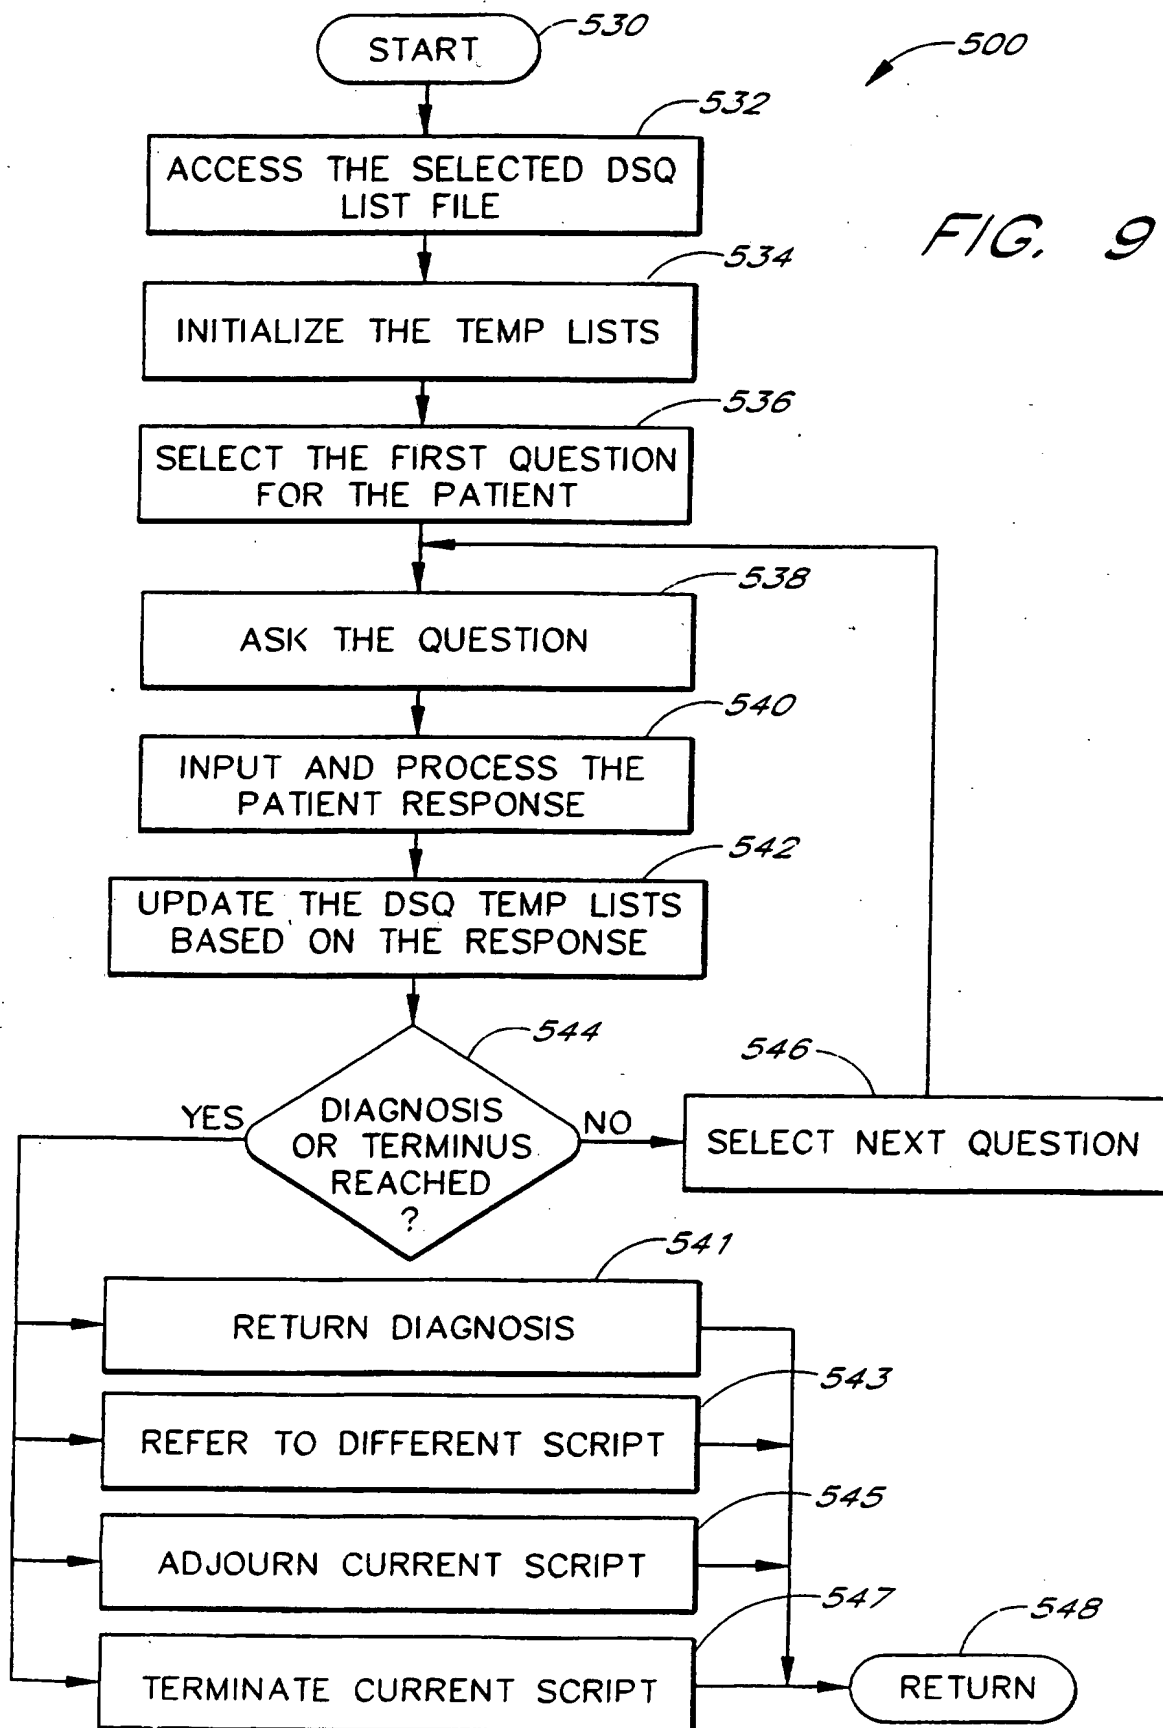 START
530
500
532
ACCESS THE SELECTED DSQ
LIST FILE
FIG. 9
534
INITIALIZE THE TEMP LISTS
536
SELECT THE FIRST QUESTION
FOR THE PATIENT
538
ASK THE QUESTION
540
INPUT AND PROCESS THE
PATIENT RESPONSE
542
UPDATE THE DSQ TEMP LISTS
BASED ON THE RESPONSE
544
546
YES
DIAGNOSIS
OR TERMINUS
REACHED
?
NO
SELECT NEXT QUESTION
541
RETURN DIAGNOSIS
543
REFER TO DIFFERENT SCRIPT
545
ADJOURN CURRENT SCRIPT
547
TERMINATE CURRENT SCRIPT
548
RETURN